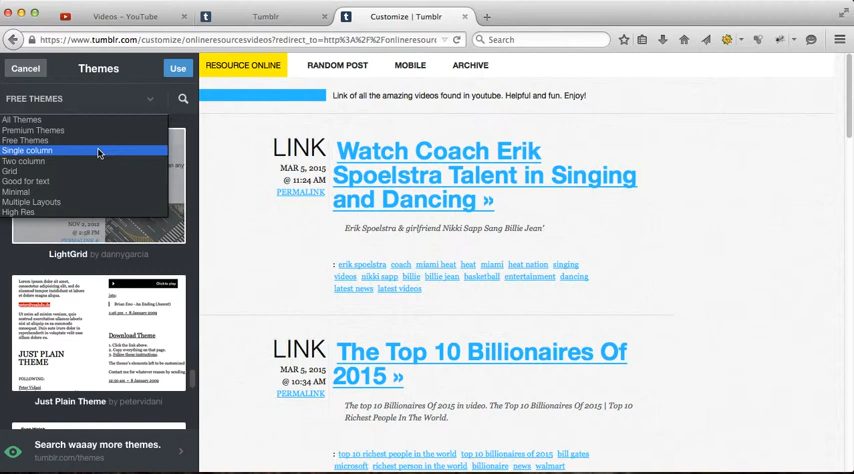 Videos – YouTube
Tumblr
Customize | Tumblr
https://www.tumblr.com/customize/onlineresourcesvideos?redirect_to=http%3A%2F%2Fonlineresourc
Search
Cancel
Themes
Use
FREE THEMES
All Themes
Premium Themes
Free Themes
Single column
Two column
Grid
Good for text
Minimal
Multiple Layouts
High Res
NOV 2, 2012
@ 2:58 PM
LightGrid by dannygarcia
Download Theme
JUST PLAIN
THEME
FOLLOWING:
Just Plain Theme by petervidani
Search waaay more themes.
tumblr.com/themes
RESOURCE ONLINE
RANDOM POST
MOBILE
ARCHIVE
Link of all the amazing videos found in youtube. Helpful and fun. Enjoy!
LINK
MAR 5, 2015
@ 11:24 AM
PERMALINK
Watch Coach Erik
Spoelstra Talent in Singing
and Dancing »
Erik Spoelstra & girlfriend Nikki Sapp Sang Billie Jean'
: erik spoelstra coach miami heat heat miami heat nation singing
videos nikki sapp billie billie jean basketball entertainment dancing
latest news latest videos
LINK
MAR 5, 2015
@ 10:34 AM
PERMALINK
The Top 10 Billionaires Of
2015 »
The top 10 Billionaires Of 2015 in video. The Top 10 Billionaires Of 2015 | Top 10
Richest People In The World.
: top 10 richest people in the world top 10 billionaires of 2015 bill gates
microsoft richest person in the world billionaire news walmart